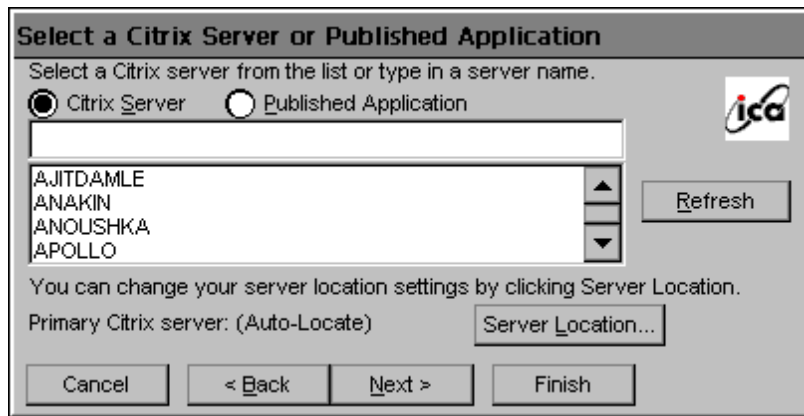 Select a Citrix Server or Published Application
Select a Citrix server from the list or type in a server name.
Citrix Server Published Application
ica
AJITDAMLE
ANAKIN
ANOUSHKA
APOLLO
Refresh
You can change your server location settings by clicking Server Location.
Primary Citrix server: (Auto-Locate) Server Location...
Cancel < Back Next > Finish